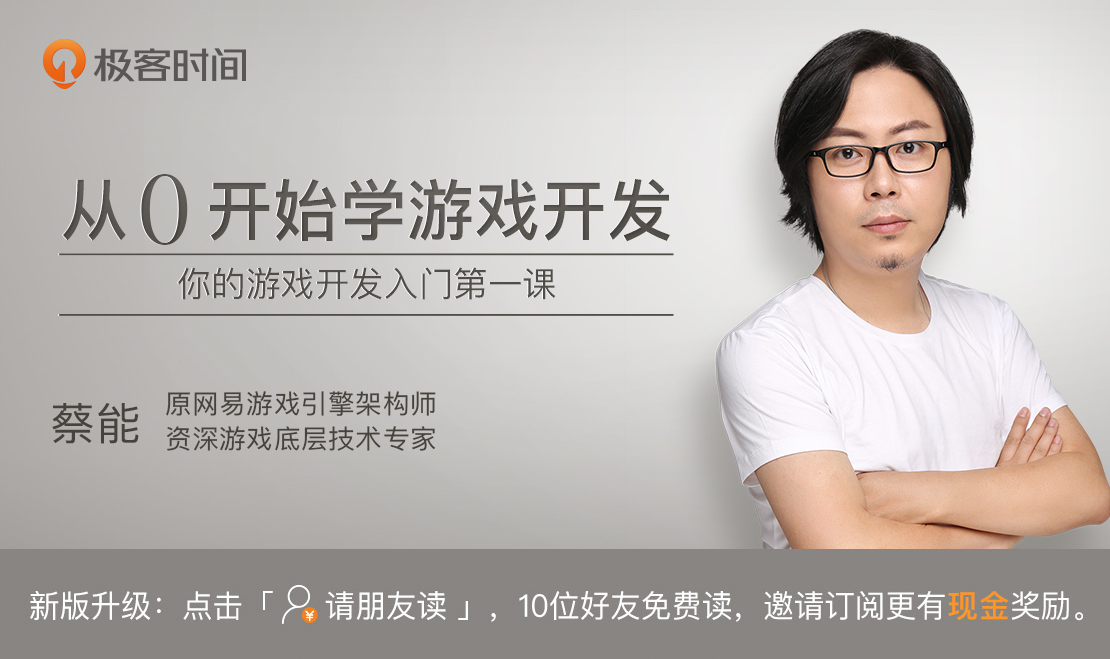 极客时间
从0开始学游戏开发
你的游戏开发入门第一课
蔡能
原网易游戏引擎架构师
资深游戏底层技术专家
新版升级：点击「¥请朋友读」，10位好友免费读，邀请订阅更有现金奖励。